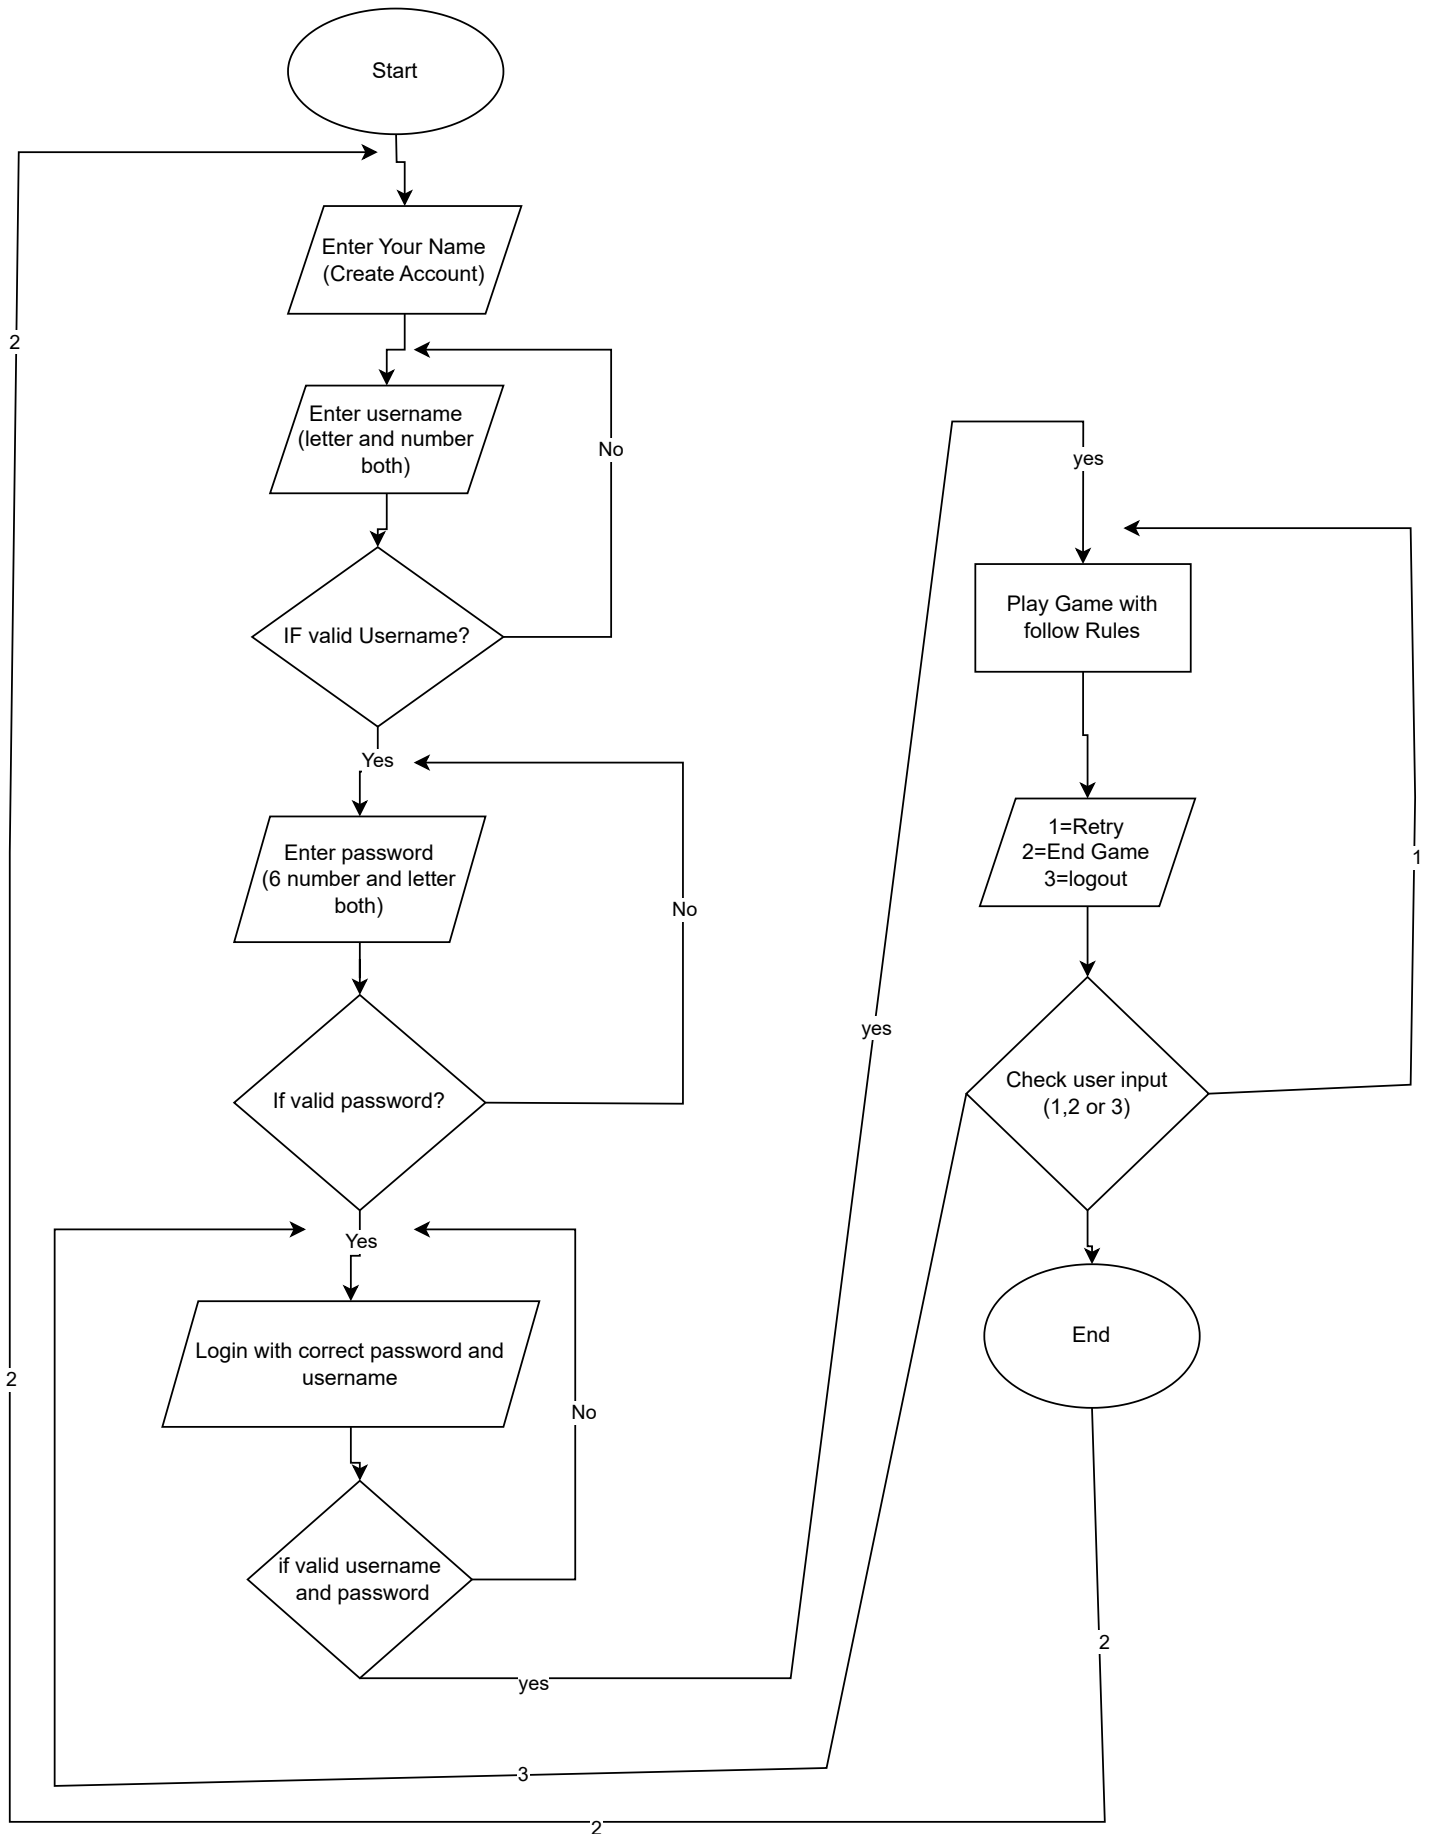 Start
Enter Your Name
(Create Account)
2
Enter username
(letter and number
both)
No
IF valid Username?
Yes
Enter password
(6 number and letter
both)
No
If valid password?
Yes
Login with correct password and
username
No
2
if valid username
and password
yes
3
2
yes
yes
Play Game with
follow Rules
1=Retry
2=End Game
3=logout
1
Check user input
(1,2 or 3)
End
2